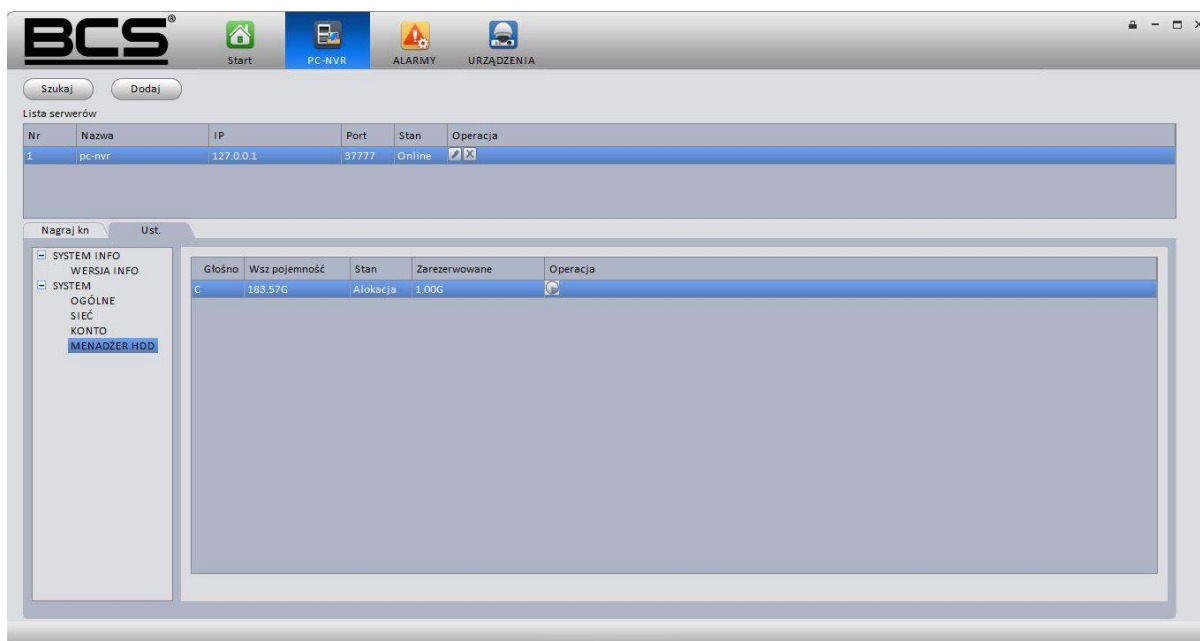 BCS®
Start PC-NVR ALARMY URZĄDZENIA
Szukaj Dodaj
Lista serwerów
Nr Nazwa IP Port Stan Operacja
1 pc-nvr 127.0.0.1 37777 Online
Nagraj kn Ust.
SYSTEM INFO
WERSJA INFO
SYSTEM
OGÓLNE
SIEĆ
KONTO
MENADŻER HDD
Głośno Wsz pojemność Stan Zarezerwowane Operacja
C 183.57G Alokacja 1.00G